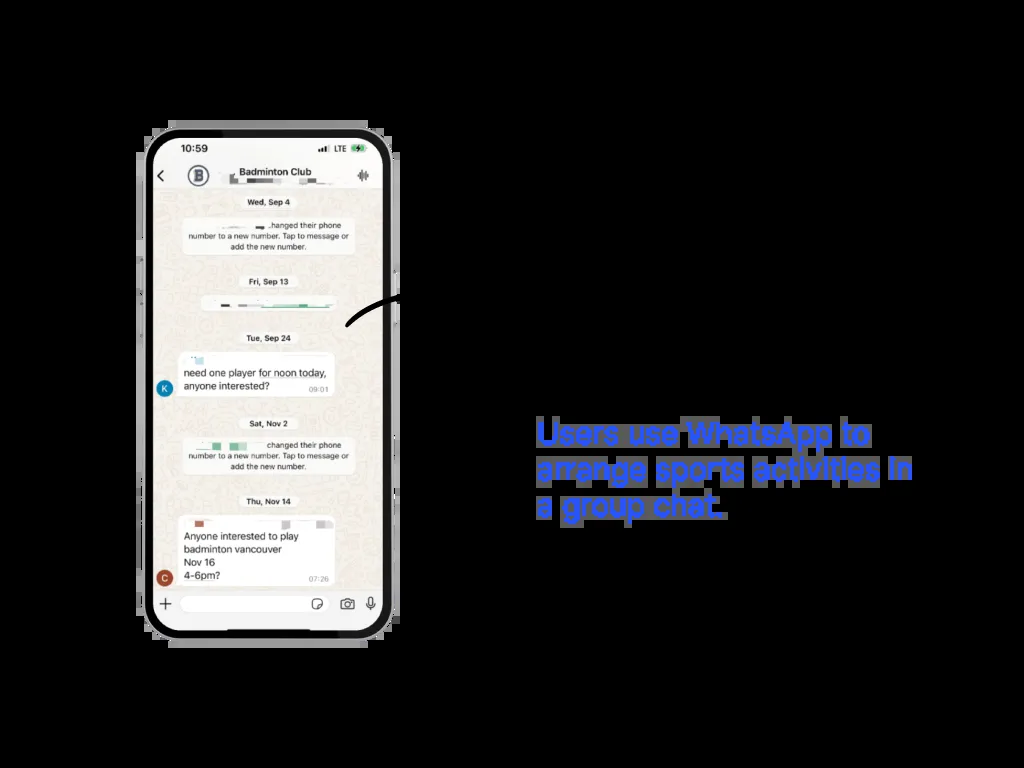 10:59
LTE
B
Badminton Club
Wed, Sep 4
changed their phone
number to a new number. Tap to message or
add the new number.
Fri, Sep 13
Tue, Sep 24
need one player for noon today,
anyone interested?
09:01
K
Sat, Nov 2
changed their phone
number to a new number. Tap to message or
add the new number.
Thu, Nov 14
Anyone interested to play
badminton vancouver
Nov 16
4-6pm?
07:26
C
Users use WhatsApp to
arrange sports activities in
a group chat.